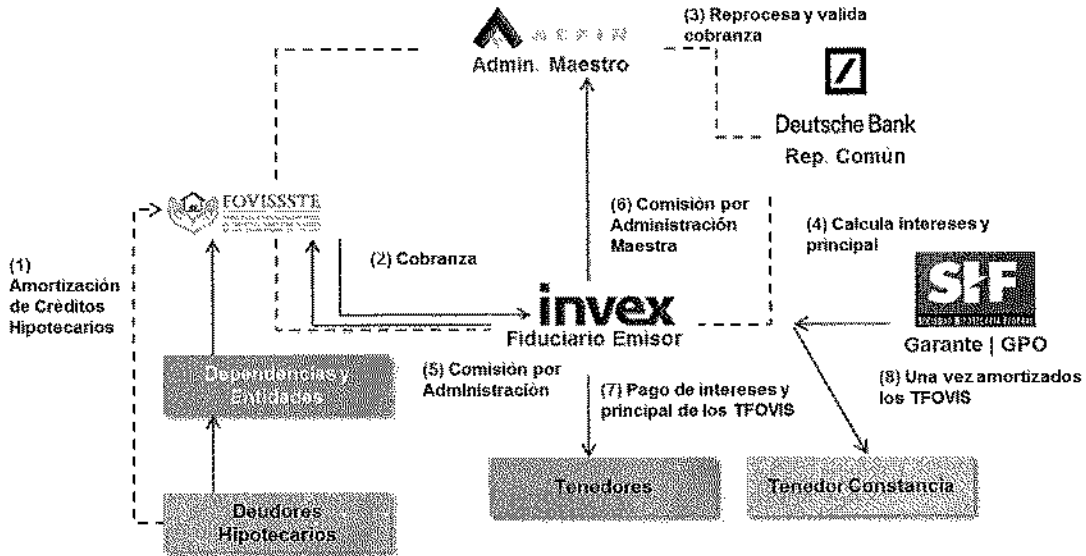 ACFIN
Admin. Maestro
(3) Reprocesa y valida
cobranza
Deutsche Bank
Rep. Común
FOVISSSTE
(1)
Amortización
de Crèditos
Hipotecarios
(2) Cobranza
(6) Comisión por
Administración
Maestra
(4) Calcula intereses y
principal
SHF
invex
Fiduciario Emisor
Garante | GPO
Dependencias y
Entidades
(5) Comisión por
Administración
(7) Pago de intereses y
principal de los TFOVIS
(8) Una vez amortizados
los TFOVIS
Tenedores
Tenedor Constancia
Deudores
Hipotecarios